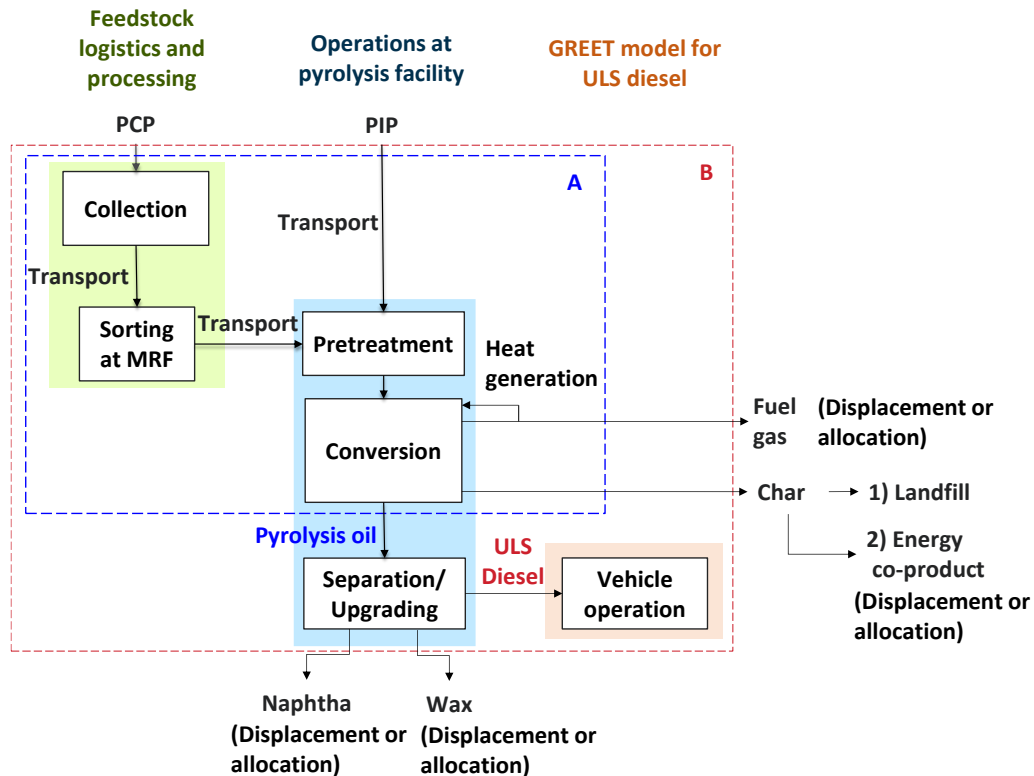 Feedstock
logistics and
processing
Operations at
pyrolysis facility
GREET model for
ULS diesel
PCP
PIP
A
B
Collection
Transport
Transport
Sorting
at MRF
Transport
Pretreatment
Heat
generation
Conversion
Fuel
gas
(Displacement or
allocation)
Char
1) Landfill
2) Energy
co-product
(Displacement or
allocation)
Pyrolysis oil
ULS
Diesel
Separation/
Upgrading
Vehicle
operation
Naphtha
(Displacement or
allocation)
Wax
(Displacement or
allocation)